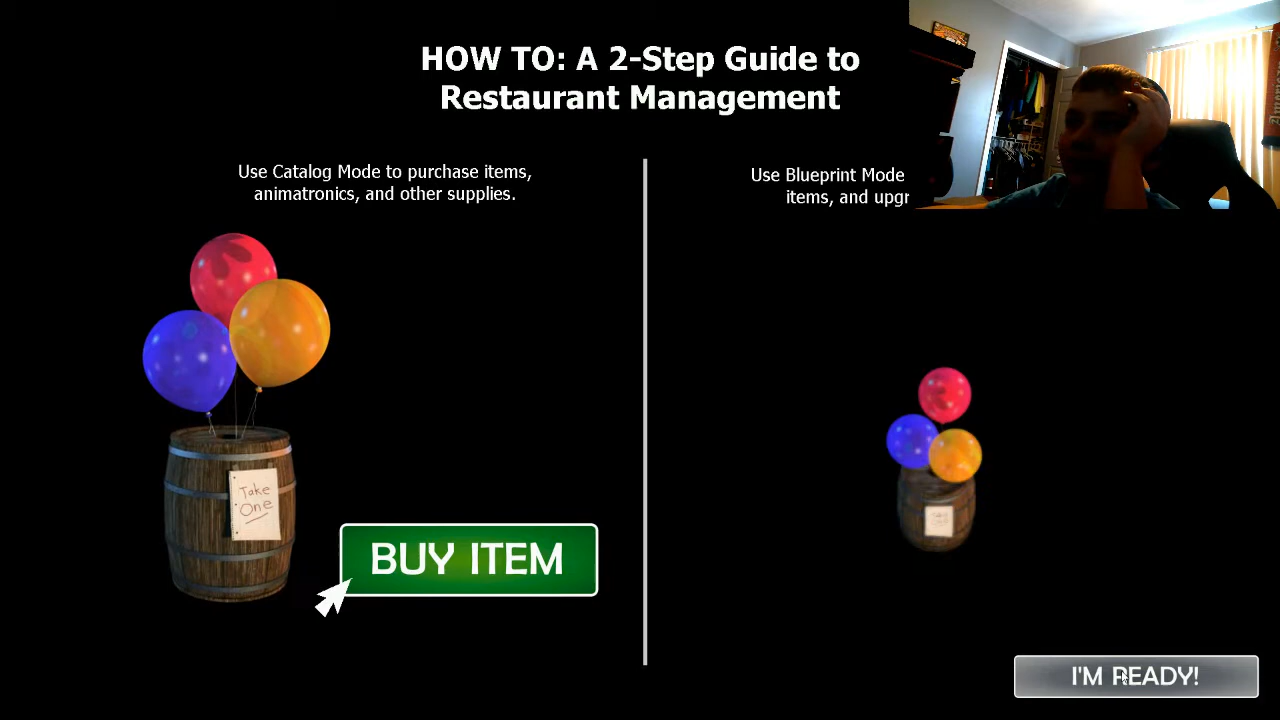 HOW TO: A 2-Step Guide to
Restaurant Management
Use Catalog Mode to purchase items,
animatronics, and other supplies.
Use Blueprint Mode
items, and upgr
Take
One
BUY ITEM
I'M READY!